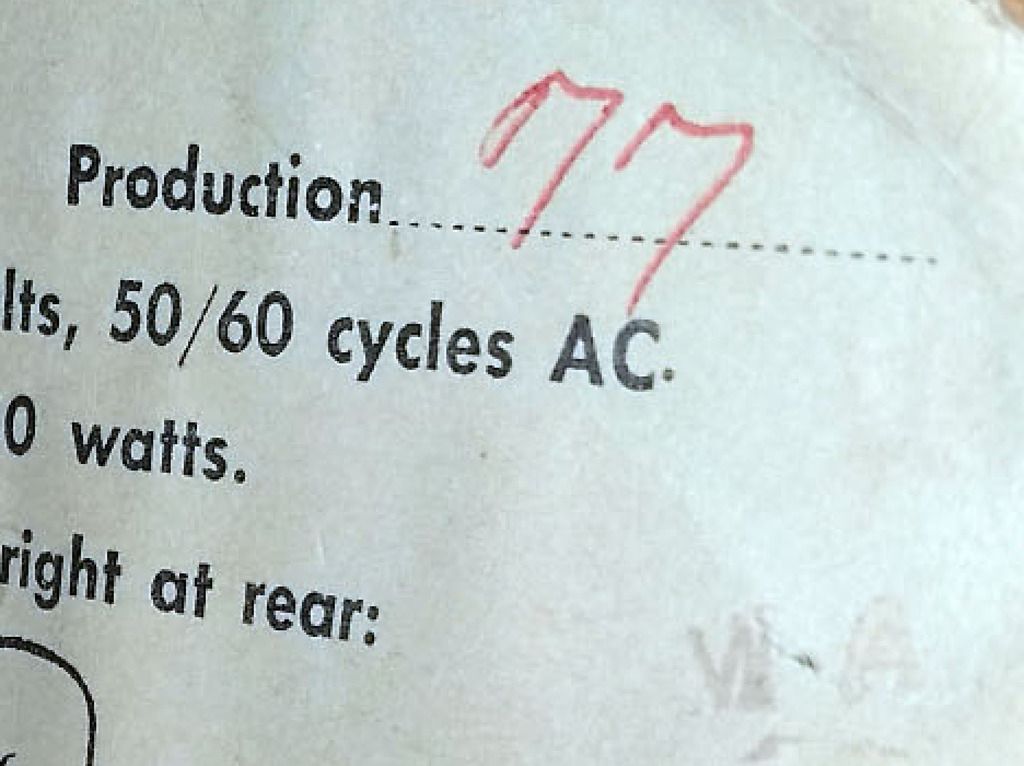 Production 77
lts, 50/60 cycles AC.
0 watts.
right at rear: